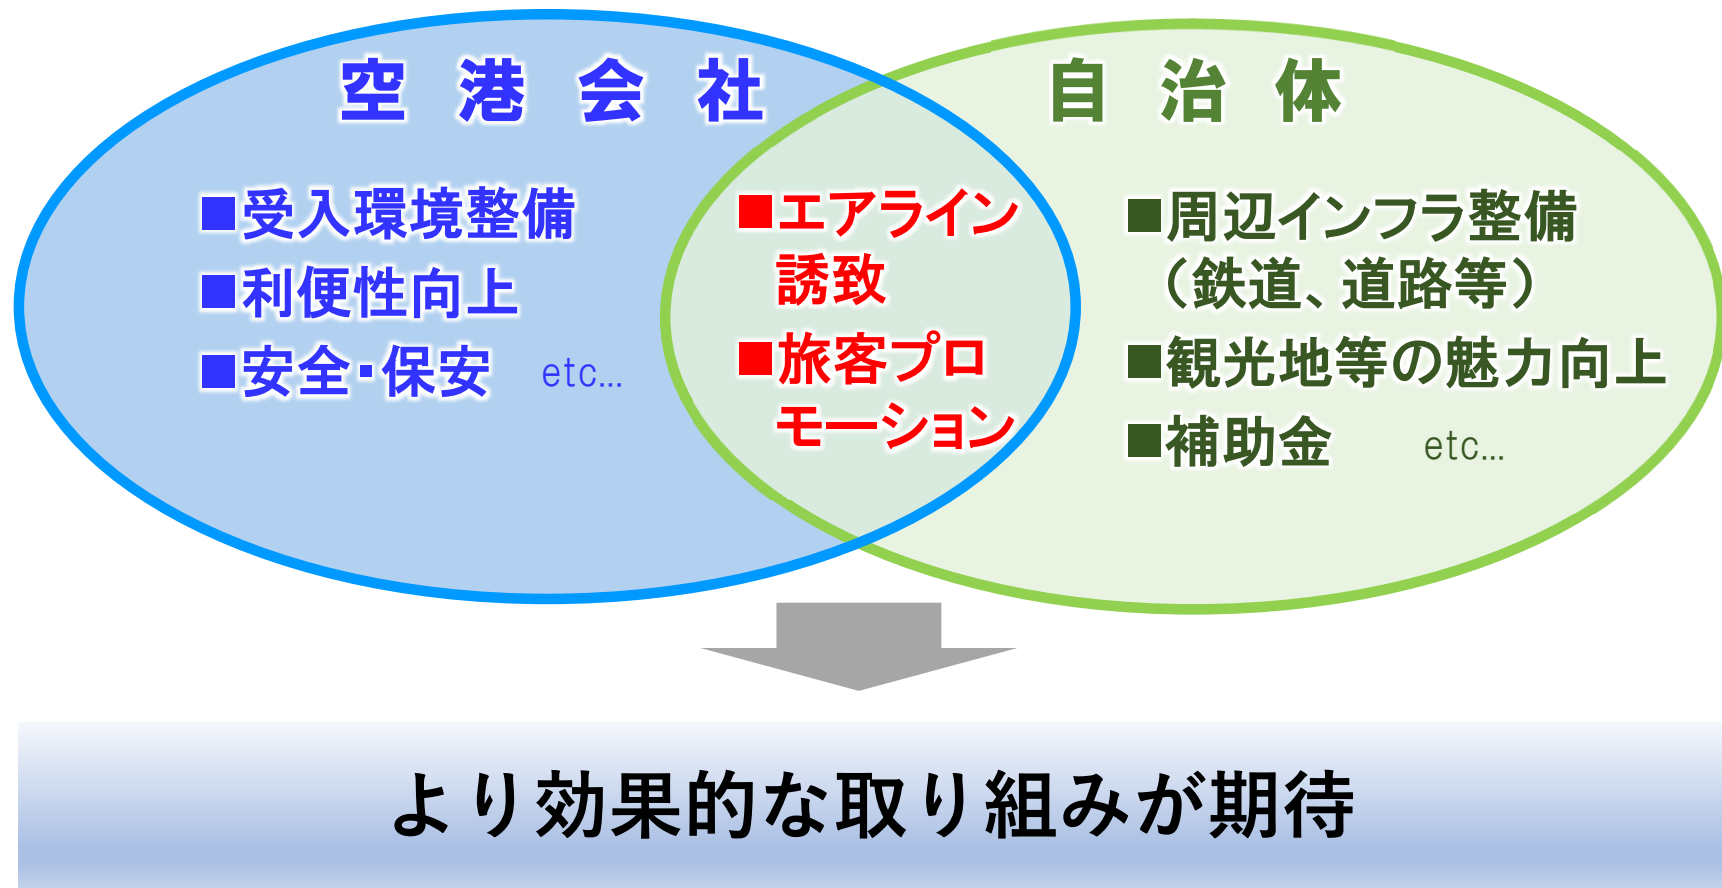 空港会社
■受入環境整備
■利便性向上
■安全・保安 etc...
■エアライン
誘致
■旅客プロ
モーション
自治体
■周辺インフラ整備
（鉄道、道路等）
■観光地等の魅力向上
■補助金 etc...
より効果的な取り組みが期待